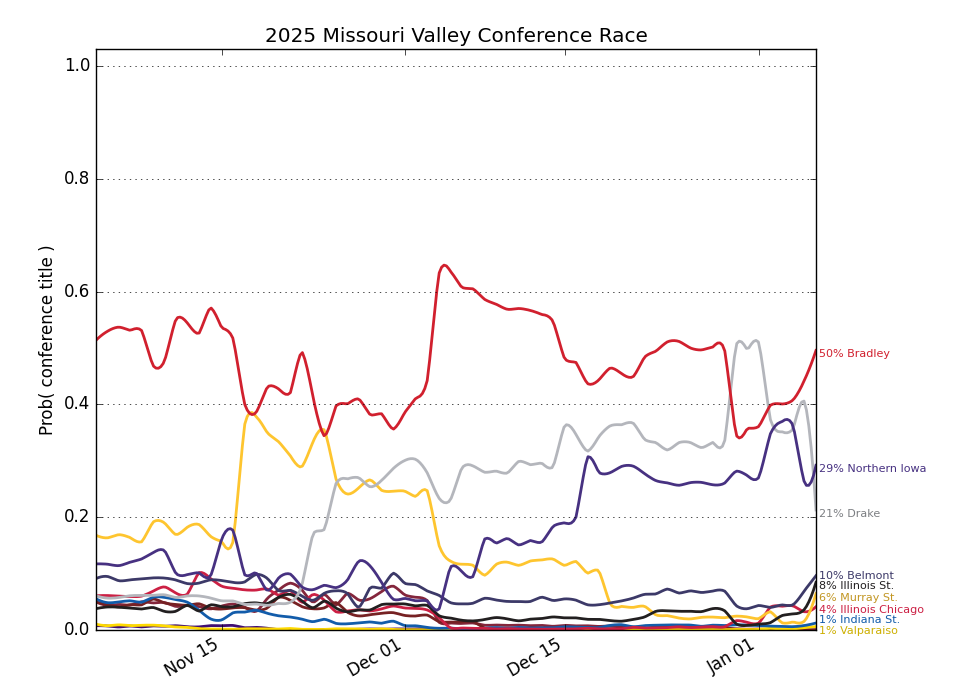 2025 Missouri Valley Conference Race
Prob( conference title )
1.0
0.8
0.6
0.4
0.2
0.0
Nov 15
Dec 01
Dec 15
Jan 01
50% Bradley
29% Northern Iowa
21% Drake
10% Belmont
8% Illinois St.
6% Murray St.
4% Illinois Chicago
1% Indiana St.
1% Valparaiso